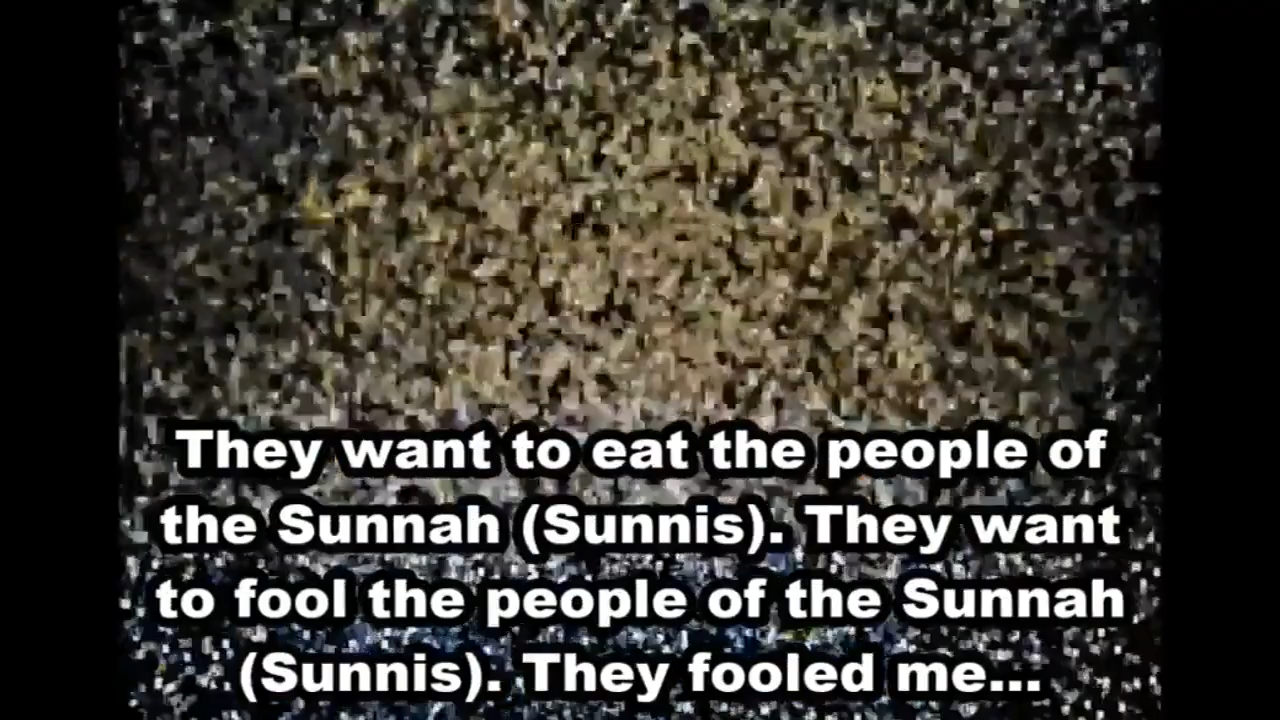 They want to eat the people of
the Sunnah (Sunnis). They want
to fool the people of the Sunnah
(Sunnis). They fooled me...